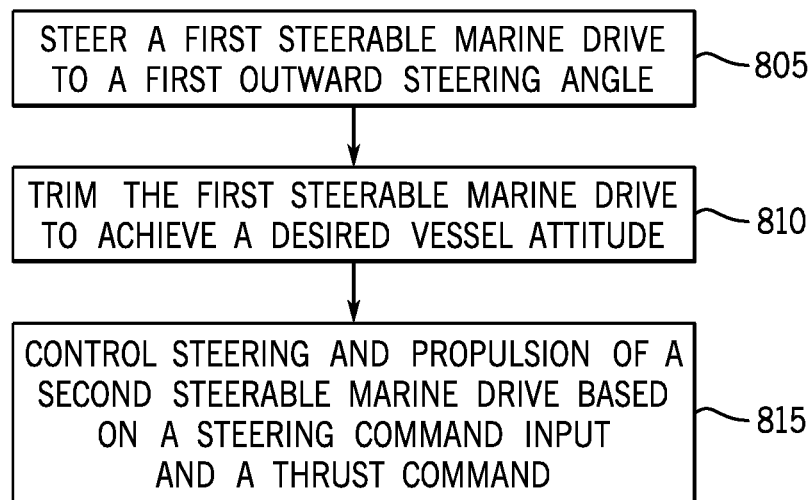 STEER A FIRST STEERABLE MARINE DRIVE
TO A FIRST OUTWARD STEERING ANGLE
805
TRIM THE FIRST STEERABLE MARINE DRIVE
TO ACHIEVE A DESIRED VESSEL ATTITUDE
810
CONTROL STEERING AND PROPULSION OF A
SECOND STEERABLE MARINE DRIVE BASED
ON A STEERING COMMAND INPUT
AND A THRUST COMMAND
815